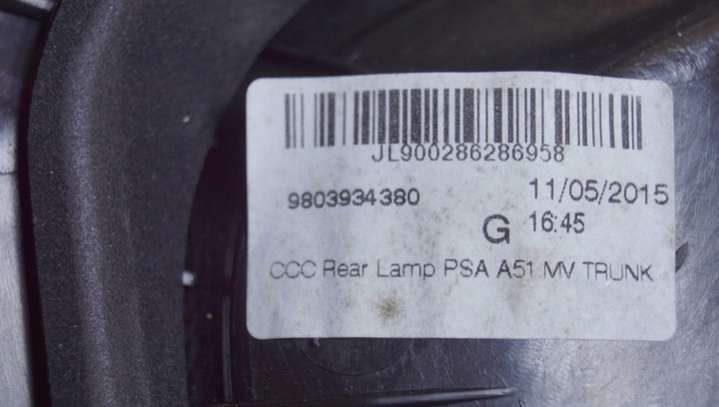 JL900286286958
9803934380
11/05/2015
G 16:45
CCC Rear Lamp PSA A51 MV TRUNK